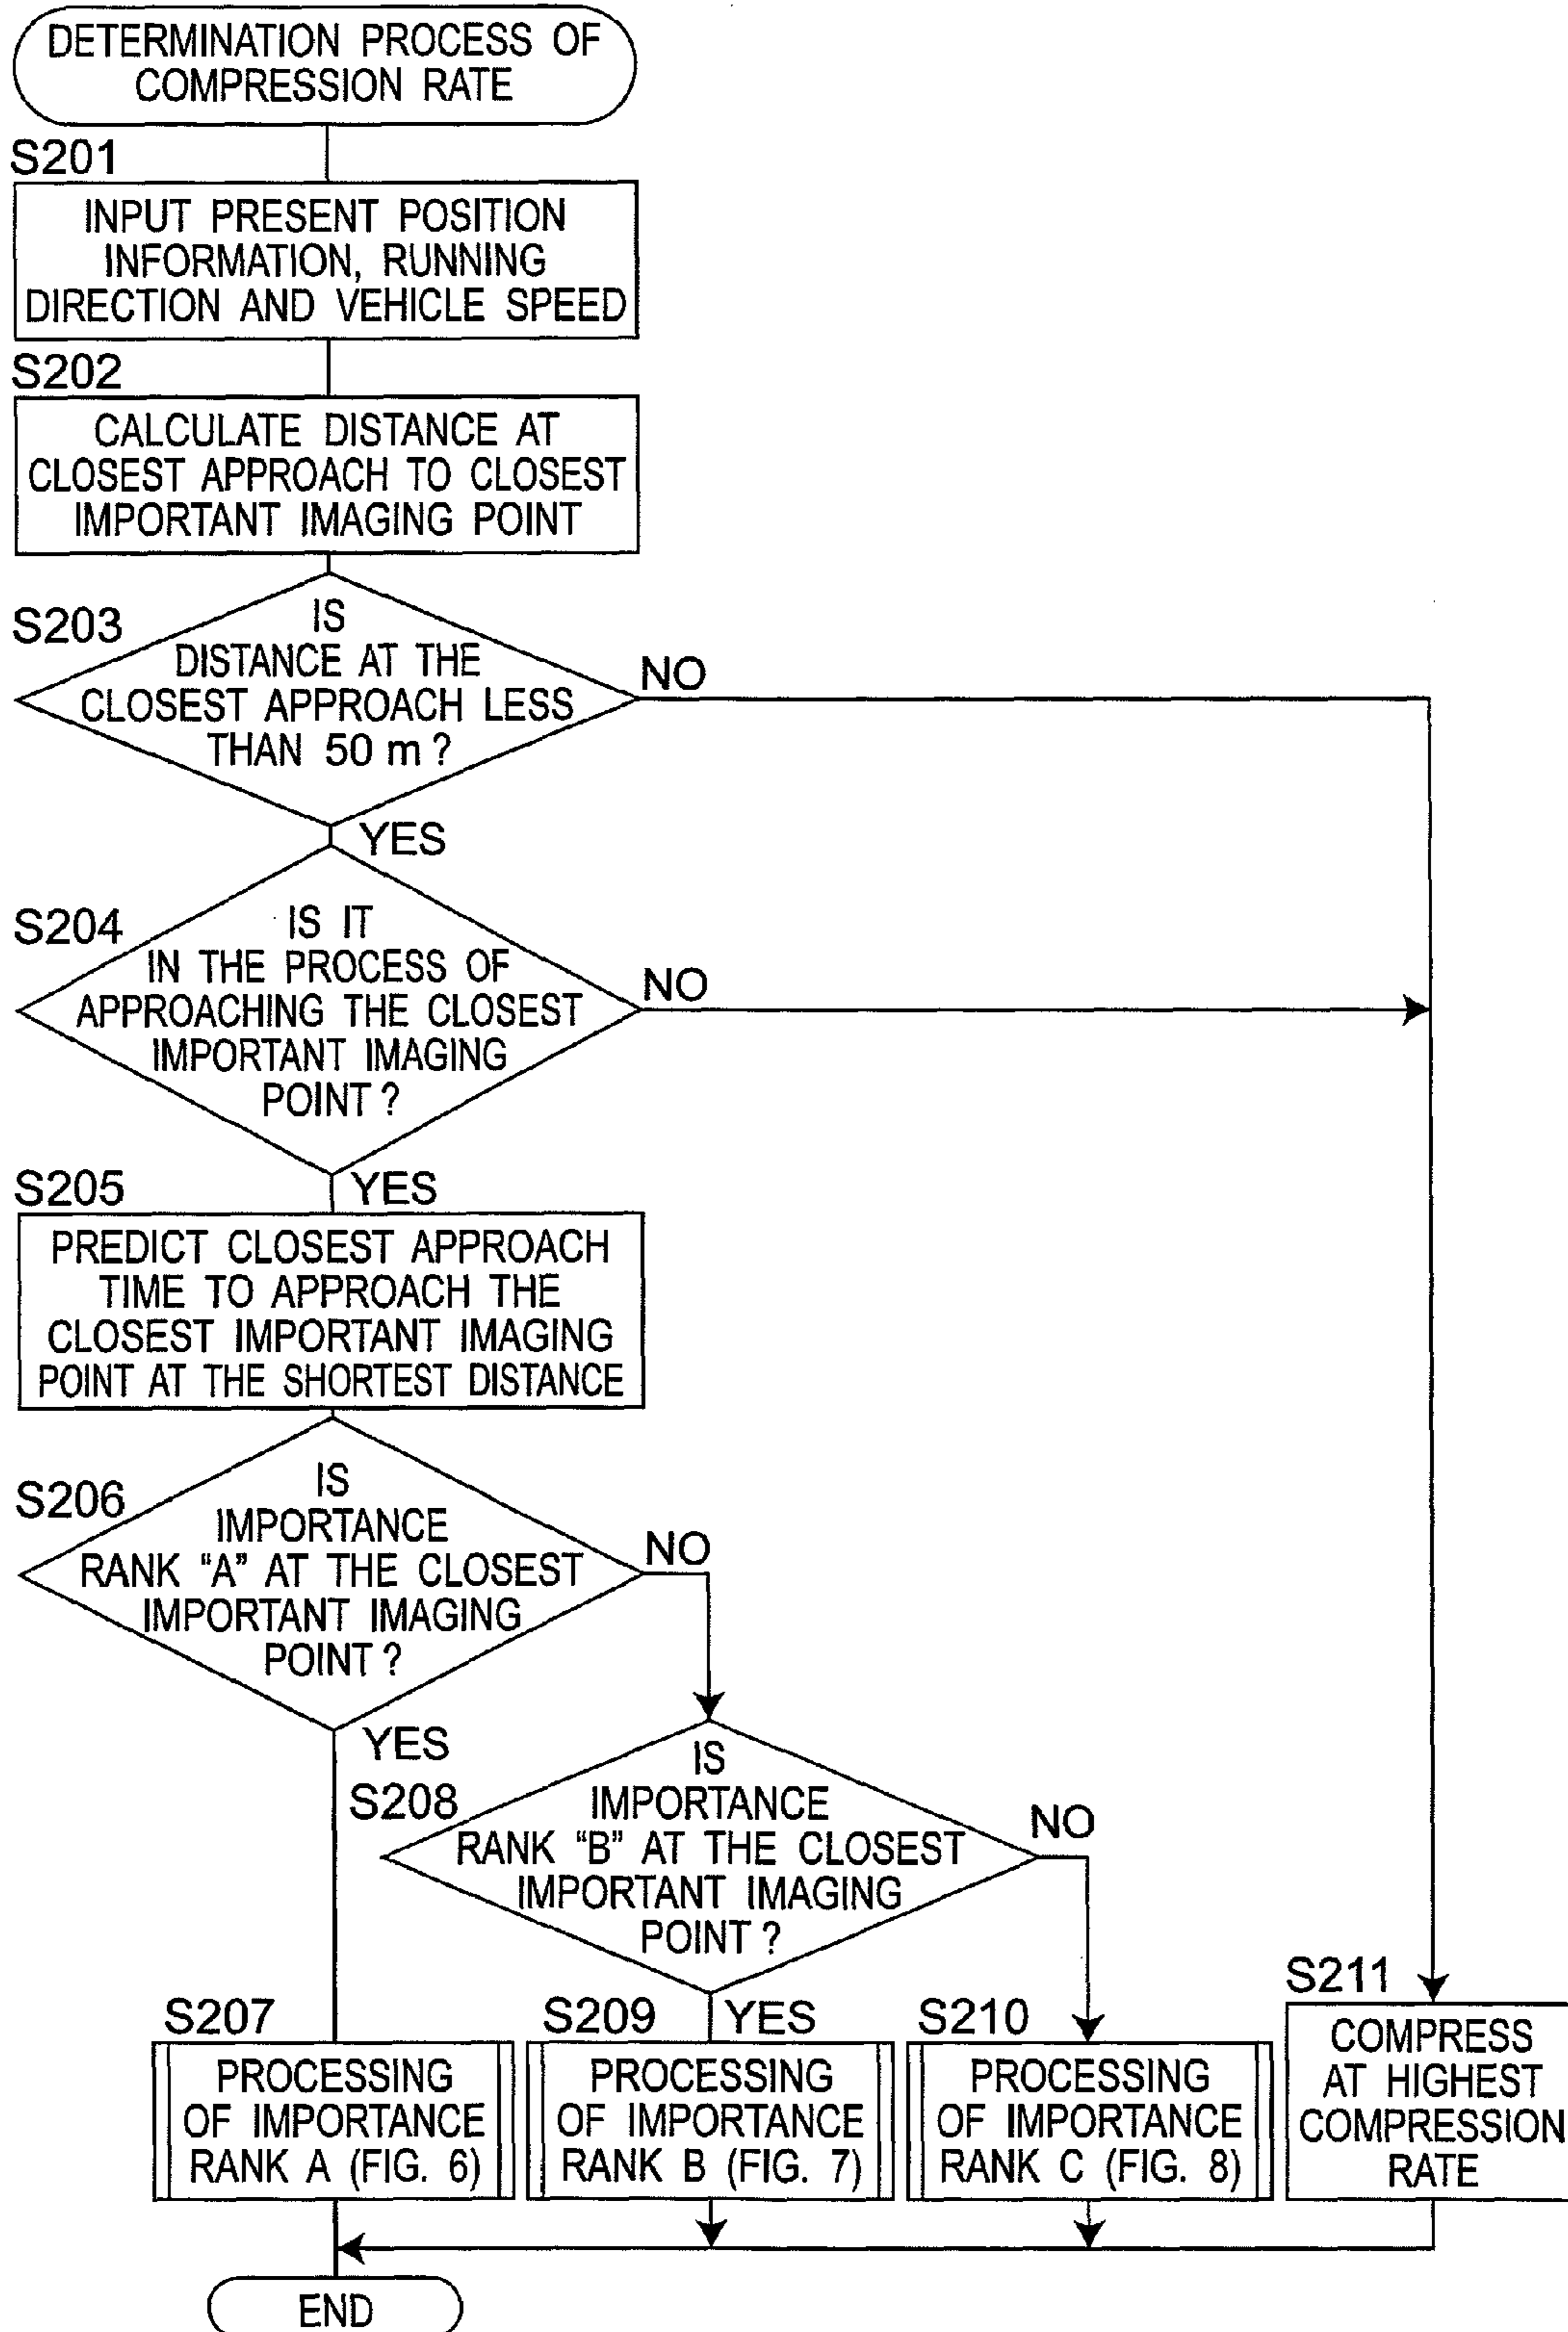 DETERMINATION PROCESS OF
COMPRESSION RATE
S201
INPUT PRESENT POSITION
INFORMATION, RUNNING
DIRECTION AND VEHICLE SPEED
S202
CALCULATE DISTANCE AT
CLOSEST APPROACH TO CLOSEST
IMPORTANT IMAGING POINT
S203
IS
DISTANCE AT THE
CLOSEST APPROACH LESS
THAN 50 m ?
NO
YES
S204
IS IT
IN THE PROCESS OF
APPROACHING THE CLOSEST
IMPORTANT IMAGING
POINT ?
NO
YES
S205
PREDICT CLOSEST APPROACH
TIME TO APPROACH THE
CLOSEST IMPORTANT IMAGING
POINT AT THE SHORTEST DISTANCE
S206
IS
IMPORTANCE
RANK “A” AT THE CLOSEST
IMPORTANT IMAGING
POINT ?
NO
YES
S208
IS
IMPORTANCE
RANK “B” AT THE CLOSEST
IMPORTANT IMAGING
POINT ?
NO
YES
S207
PROCESSING
OF IMPORTANCE
RANK A (FIG. 6)
S209
PROCESSING
OF IMPORTANCE
RANK B (FIG. 7)
S210
PROCESSING
OF IMPORTANCE
RANK C (FIG. 8)
S211
COMPRESS
AT HIGHEST
COMPRESSION
RATE
END